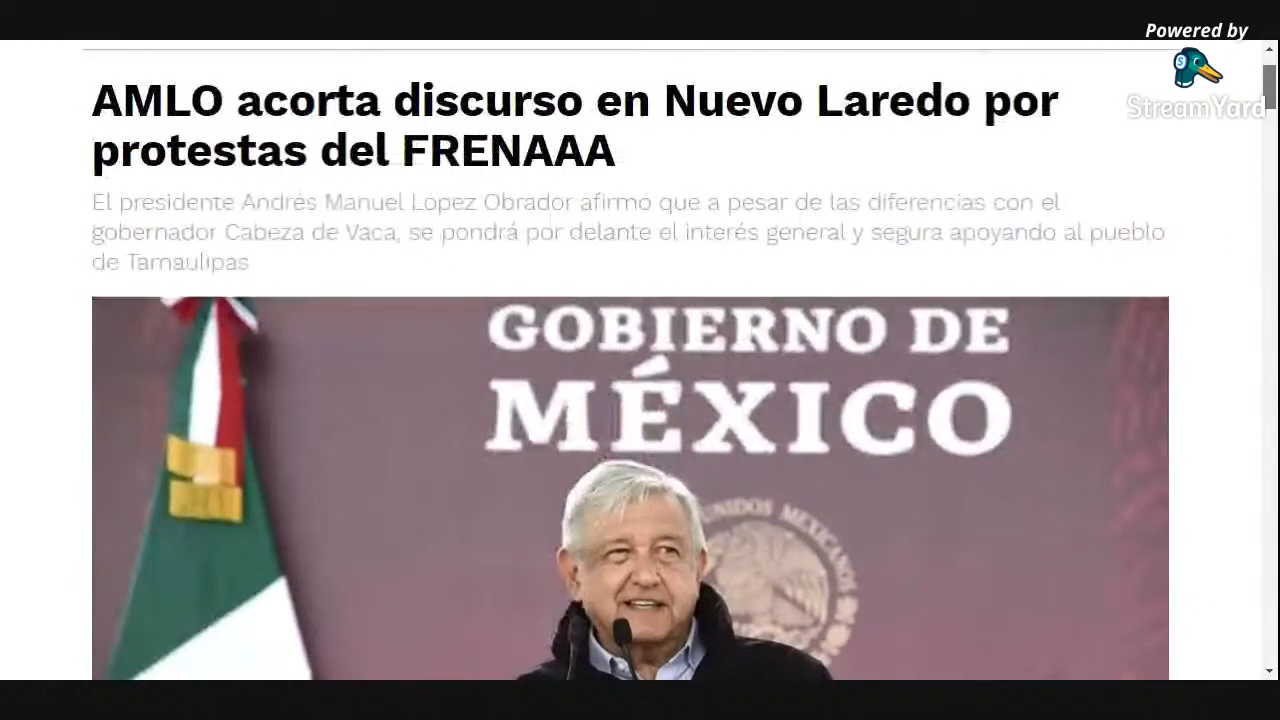 Powered by
StreamYard
AMLO acorta discurso en Nuevo Laredo por
protestas del FRENAAA
El presidente Andrés Manuel López Obrador afirmó que a pesar de las diferencias con el
gobernador Cabeza de Vaca, se pondrá por delante el interés general y segura apoyando al pueblo
de Tamaulipas
GOBIERNO DE
MÉXICO
UNIDOS MEXICANOS